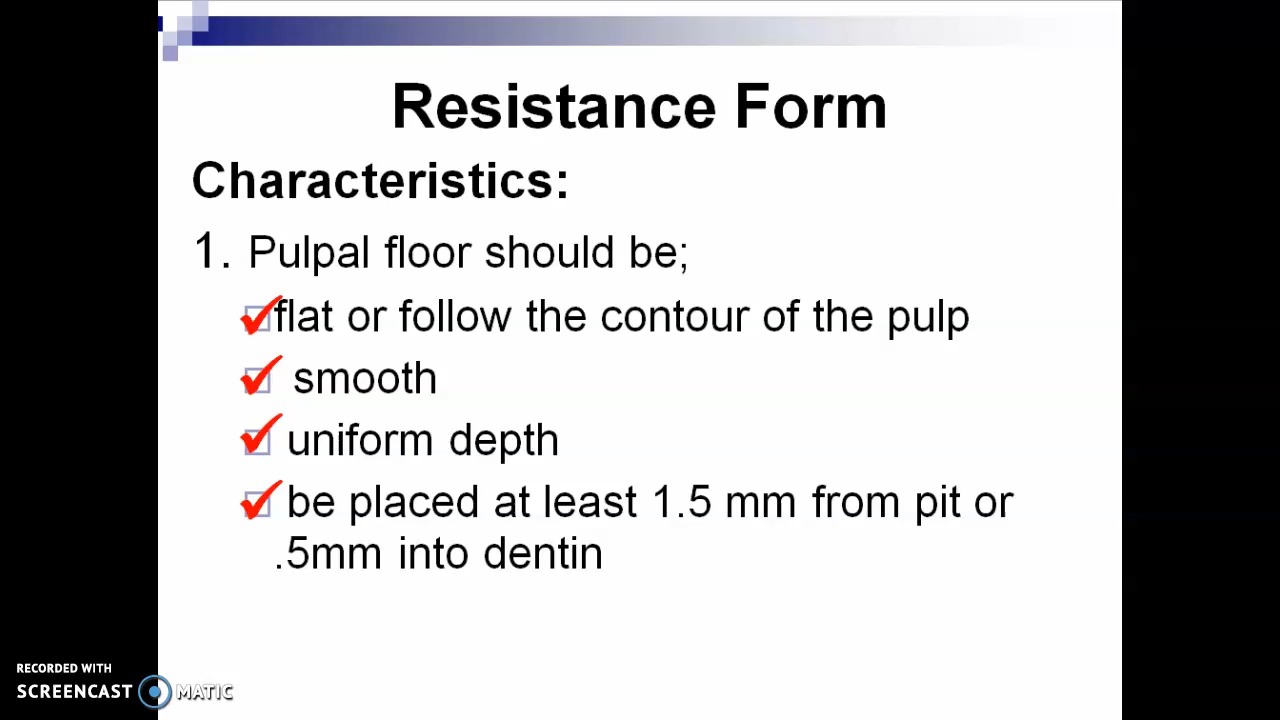 Resistance Form
Characteristics:
1. Pulpal floor should be;
flat or follow the contour of the pulp
smooth
uniform depth
be placed at least 1.5 mm from pit or
.5mm into dentin
RECORDED WITH
SCREENCAST MATIC